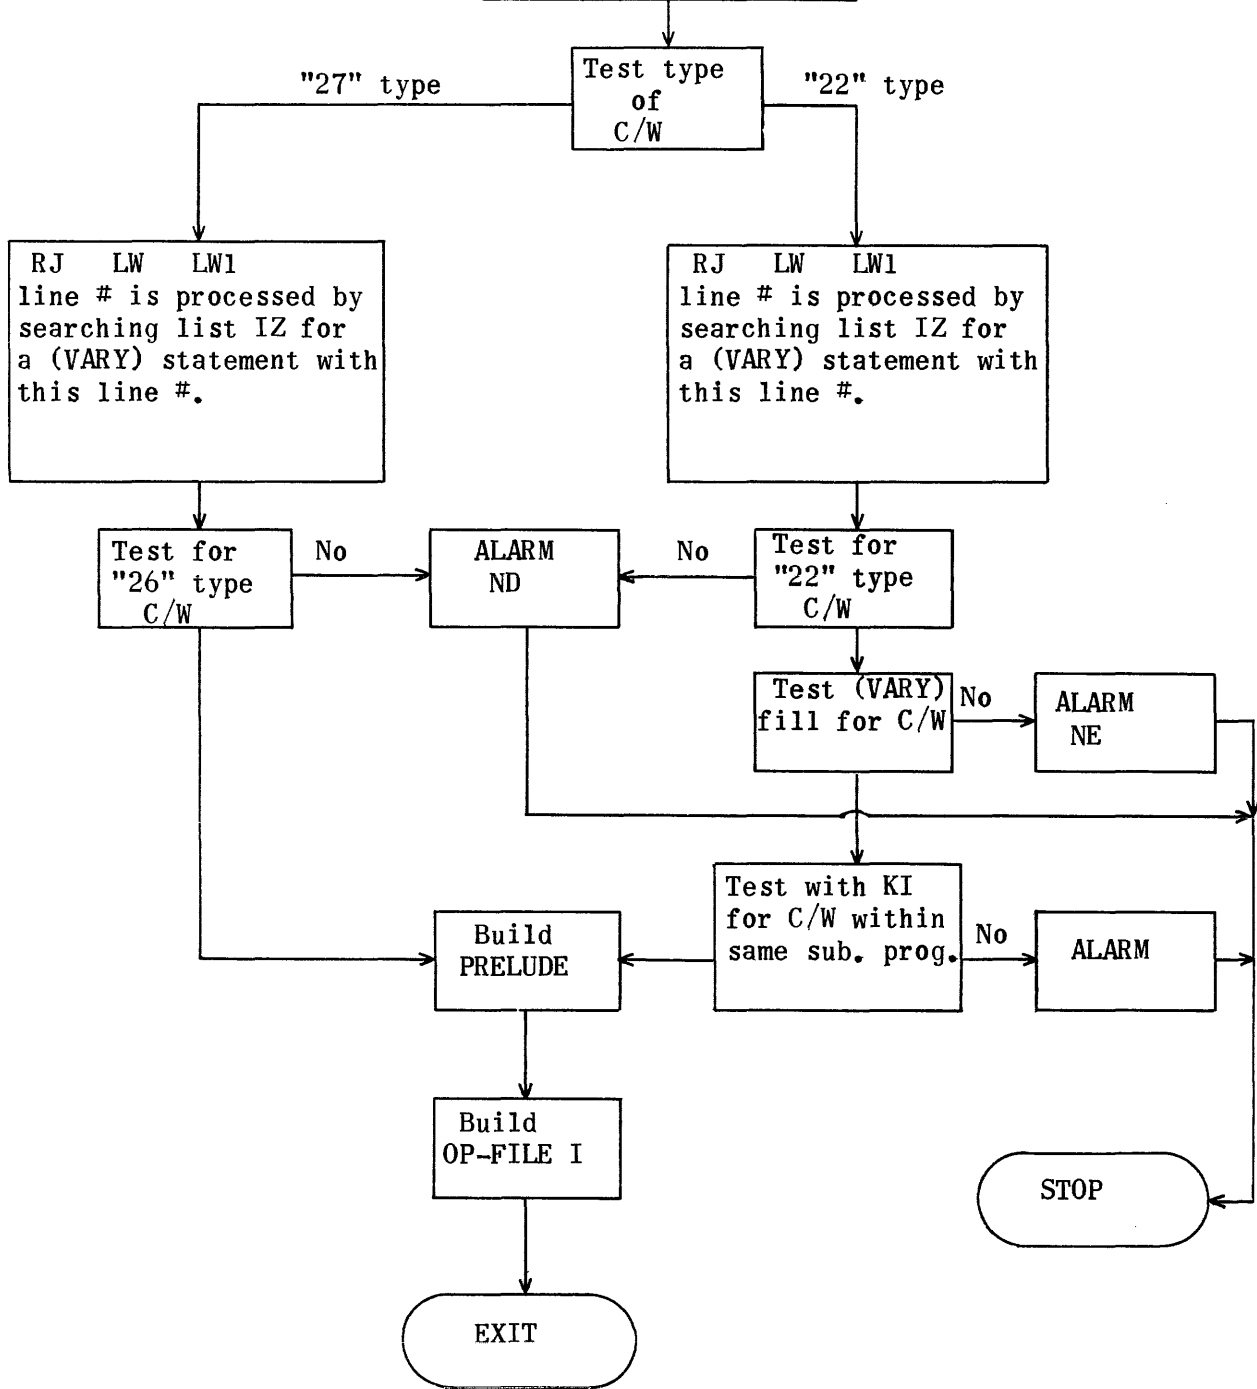 "27" type
Test type
of
C/W
"22" type
RJ LW LW1
line # is processed by
searching list IZ for
a (VARY) statement with
this line #.
RJ LW LW1
line # is processed by
searching list IZ for
a (VARY) statement with
this line #.
Test for
"26" type
C/W
No
ALARM
ND
No
Test for
"22" type
C/W
Test (VARY)
fill for C/W
No
ALARM
NE
Test with KI
for C/W within
same sub. prog.
No
ALARM
Build
PRELUDE
Build
OP-FILE I
STOP
EXIT